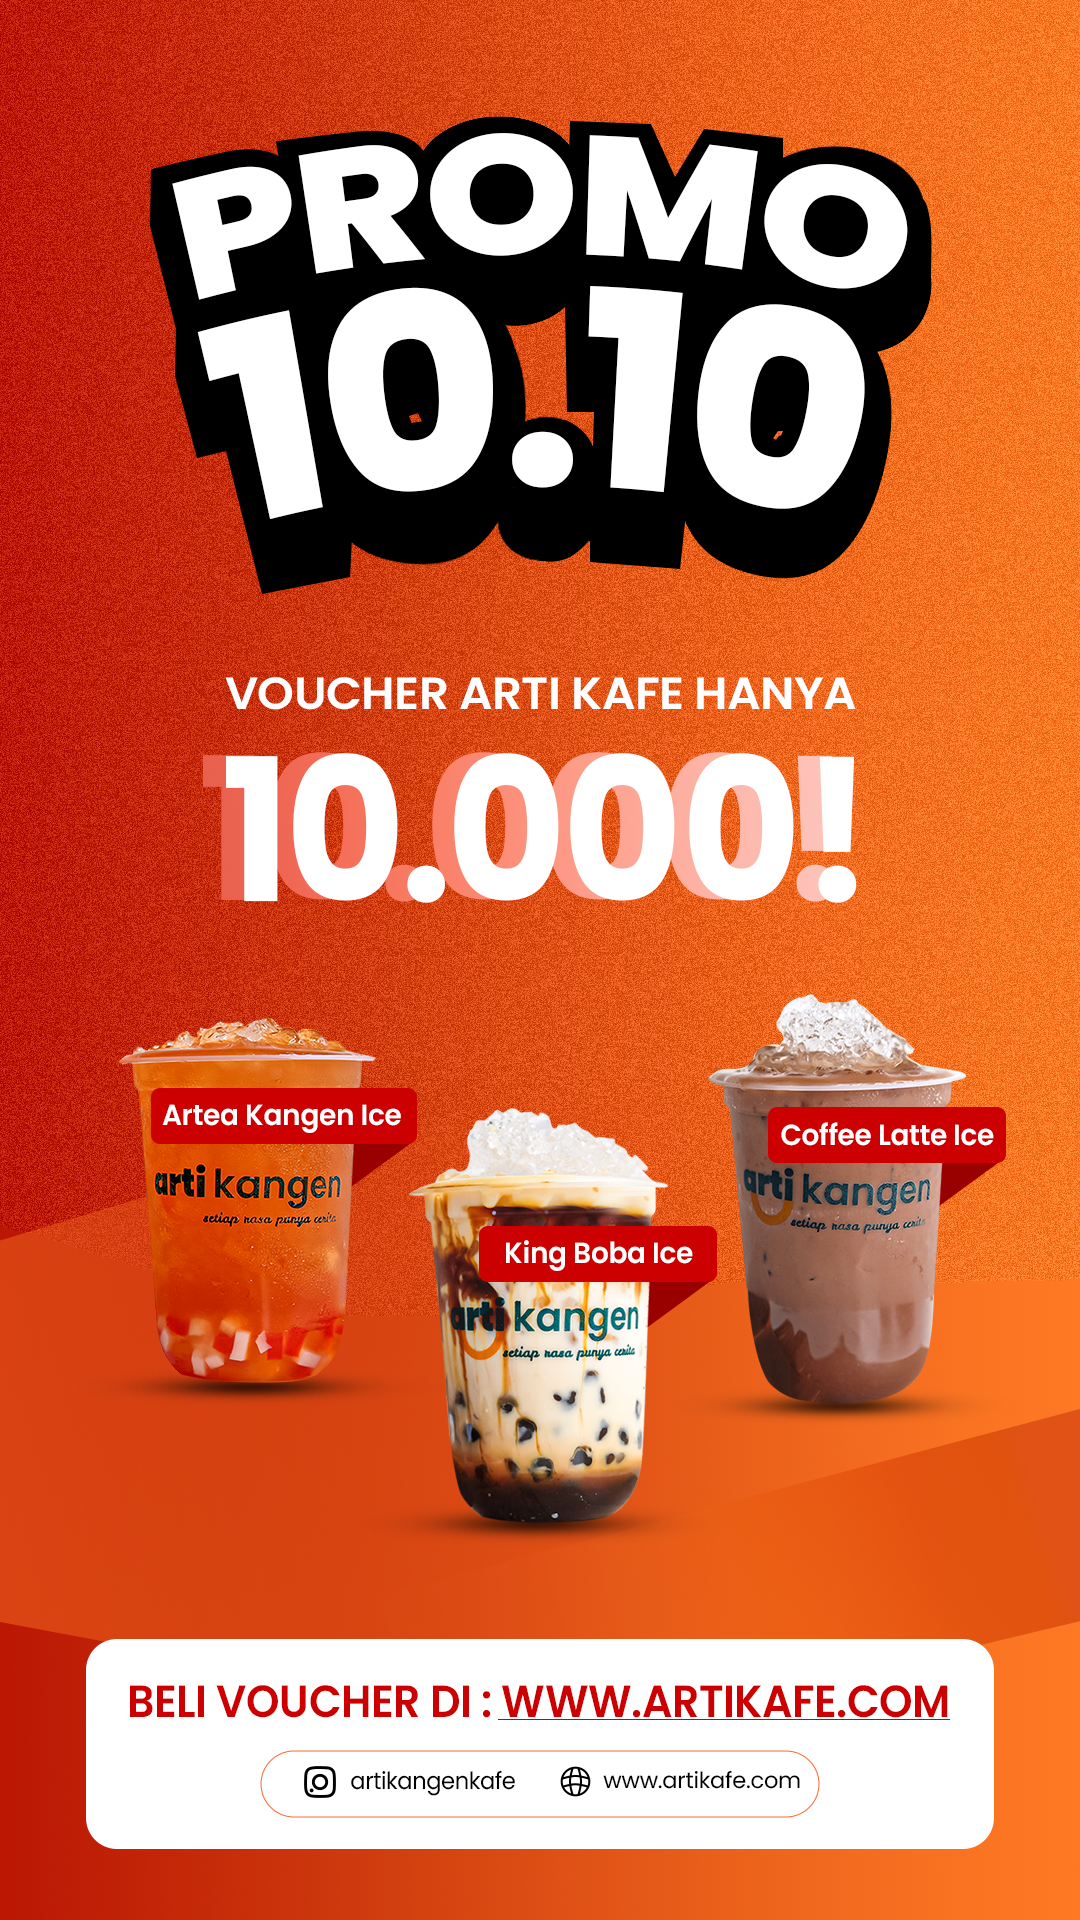 PROMO
10.10
VOUCHER ARTI KAFE HANYA
10.000!
Artea Kangen Ice
arti kangen
setiap rasa punya cerita
Coffee Latte Ice
arti kangen
setiap rasa punya cerita
King Boba Ice
arti kangen
setiap rasa punya cerita
BELI VOUCHER DI : WWW.ARTIKAFE.COM
artikangenkafe www.artikafe.com